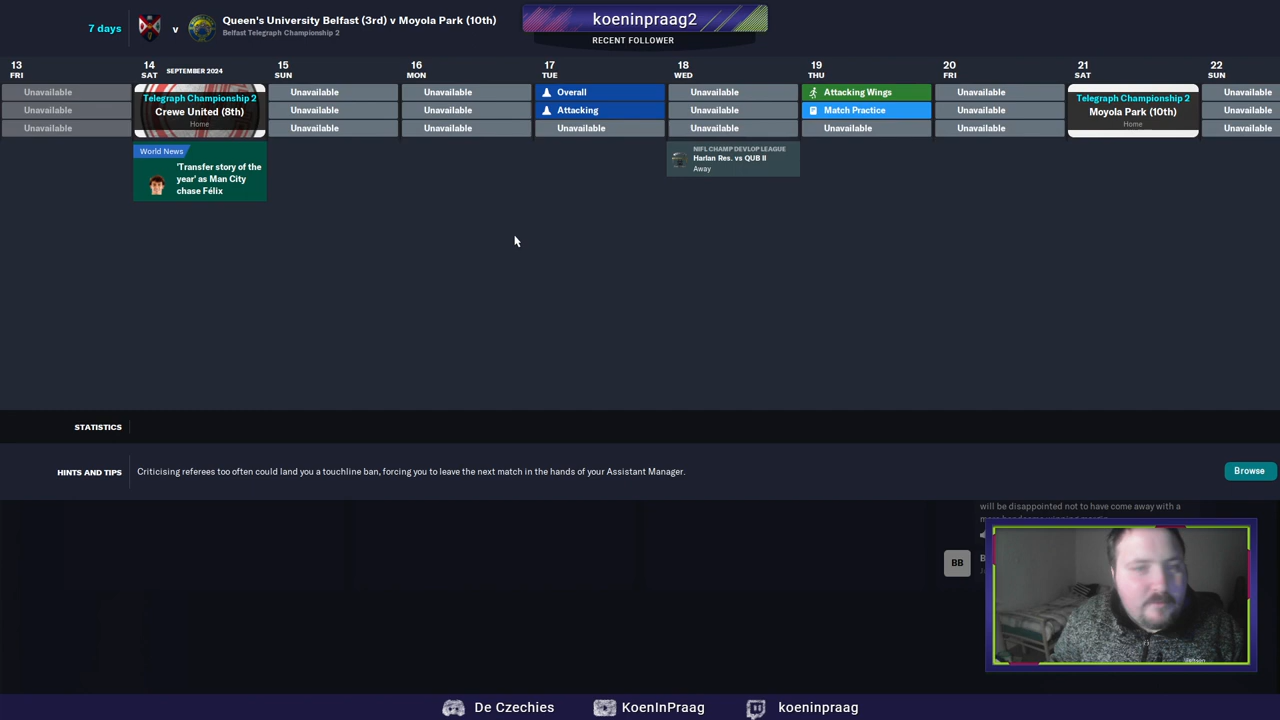 7 days
v
Queen's University Belfast (3rd) v Moyola Park (10th)
Belfast Telegraph Championship 2
koeninpraag2
RECENT FOLLOWER
13
FRI
14
SAT
SEPTEMBER 2024
15
SUN
16
MON
17
TUE
18
WED
19
THU
20
FRI
21
SAT
22
SUN
Unavailable
Telegraph Championship 2
Unavailable
Unavailable
Overall
Unavailable
Attacking Wings
Unavailable
Telegraph Championship 2
Unavailable
Unavailable
Crewe United (8th)
Unavailable
Unavailable
Attacking
Unavailable
Match Practice
Unavailable
Moyola Park (10th)
Unavailable
Unavailable
Home
Unavailable
Unavailable
Unavailable
Unavailable
Unavailable
Unavailable
Home
Unavailable
World News
'Transfer story of the
year' as Man City
chase Félix
NIFL CHAMP DEVLOP LEAGUE
Harlan Res. vs QUB II
Away
STATISTICS
HINTS AND TIPS
Criticising referees too often could land you a touchline ban, forcing you to leave the next match in the hands of your Assistant Manager.
Browse
will be disappointed not to have come away with a
BB
De Czechies
KoenInPraag
koeninpraag